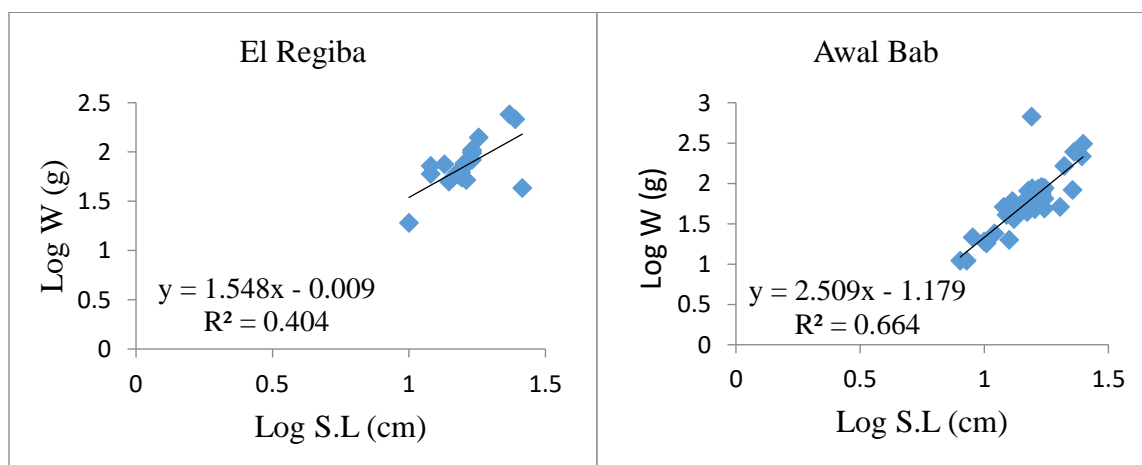 El Regiba
Log W (g)
2.5
2
1.5
1
0.5
0
y = 1.548x - 0.009
R² = 0.404
0
0.5
1
1.5
Log S.L (cm)
Awal Bab
Log W (g)
3
2.5
2
1.5
1
0.5
0
y = 2.509x - 1.179
R² = 0.664
0
0.5
1
1.5
Log S.L (cm)